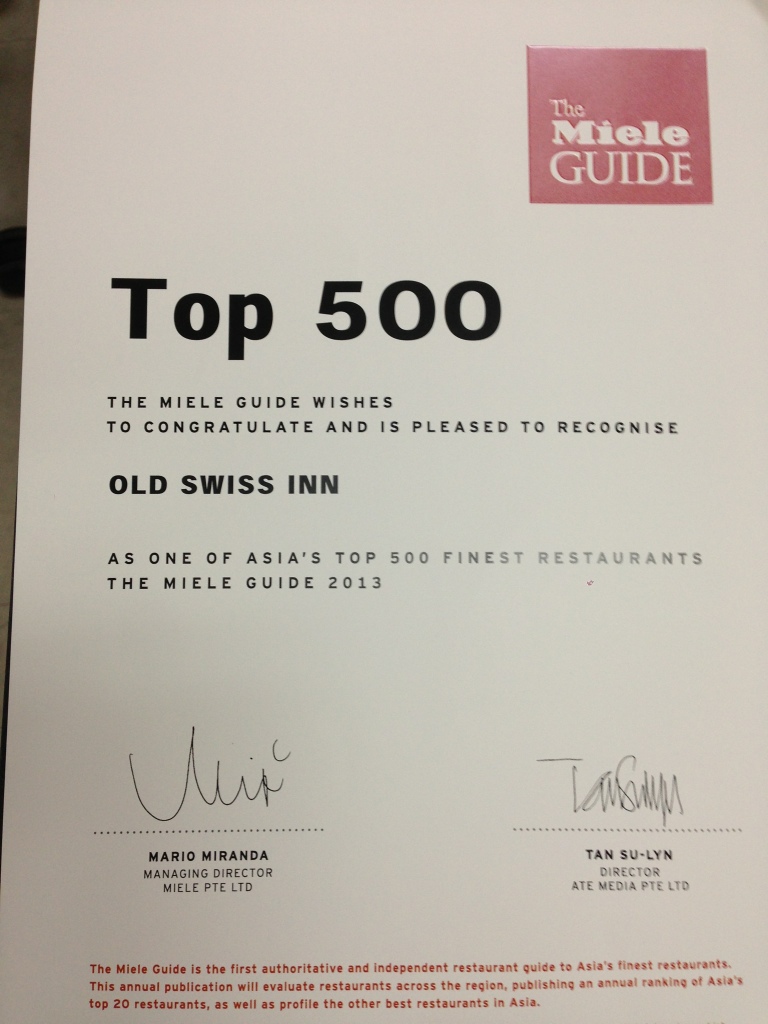 The
Miele
GUIDE
Top 500
THE MIELE GUIDE WISHES
TO CONGRATULATE AND IS PLEASED TO RECOGNISE
OLD SWISS INN
AS ONE OF ASIA'S TOP 500 FINEST RESTAURANTS
THE MIELE GUIDE 2013
Tan Su-Lyn
MARIO MIRANDA
MANAGING DIRECTOR
MIELE PTE LTD
TAN SU-LYN
DIRECTOR
ATE MEDIA PTE LTD
The Miele Guide is the first authoritative and independent restaurant guide to Asia's finest restaurants.
This annual publication will evaluate restaurants across the region, publishing an annual ranking of Asia's
top 20 restaurants, as well as profile the other best restaurants in Asia.